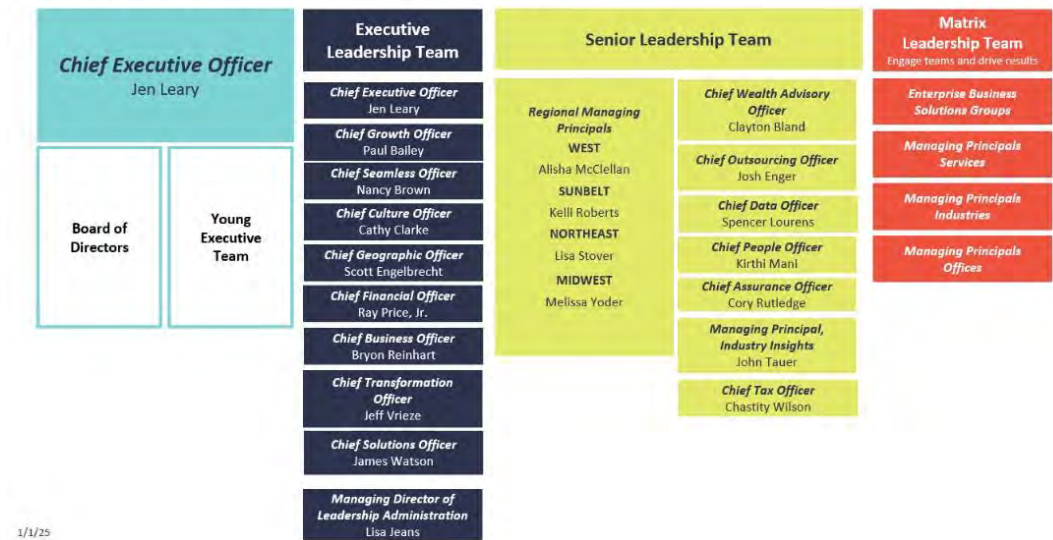 Chief Executive Officer
Jen Leary
Board of
Directors
Young
Executive
Team
Executive
Leadership Team
Chief Executive Officer
Jen Leary
Chief Growth Officer
Paul Bailey
Chief Seamless Officer
Nancy Brown
Chief Culture Officer
Cathy Clarke
Chief Geographic Officer
Scott Engelbrecht
Chief Financial Officer
Ray Price, Jr.
Chief Business Officer
Bryon Reinhart
Chief Transformation
Officer
Jeff Vrieze
Chief Solutions Officer
James Watson
Managing Director of
Leadership Administration
Lisa Jeans
Senior Leadership Team
Regional Managing
Principals
WEST
Alisha McClellan
SUNBELT
Kelli Roberts
NORTHEAST
Lisa Stover
MIDWEST
Melissa Yoder
Chief Wealth Advisory
Officer
Clayton Bland
Chief Outsourcing Officer
Josh Enger
Chief Data Officer
Spencer Lourens
Chief People Officer
Kirthi Mani
Chief Assurance Officer
Cory Rutledge
Managing Principal,
Industry Insights
John Tauer
Chief Tax Officer
Chastity Wilson
Matrix
Leadership Team
Engage teams and drive results
Enterprise Business
Solutions Groups
Managing Principals
Services
Managing Principals
Industries
Managing Principals
Offices
1/1/25